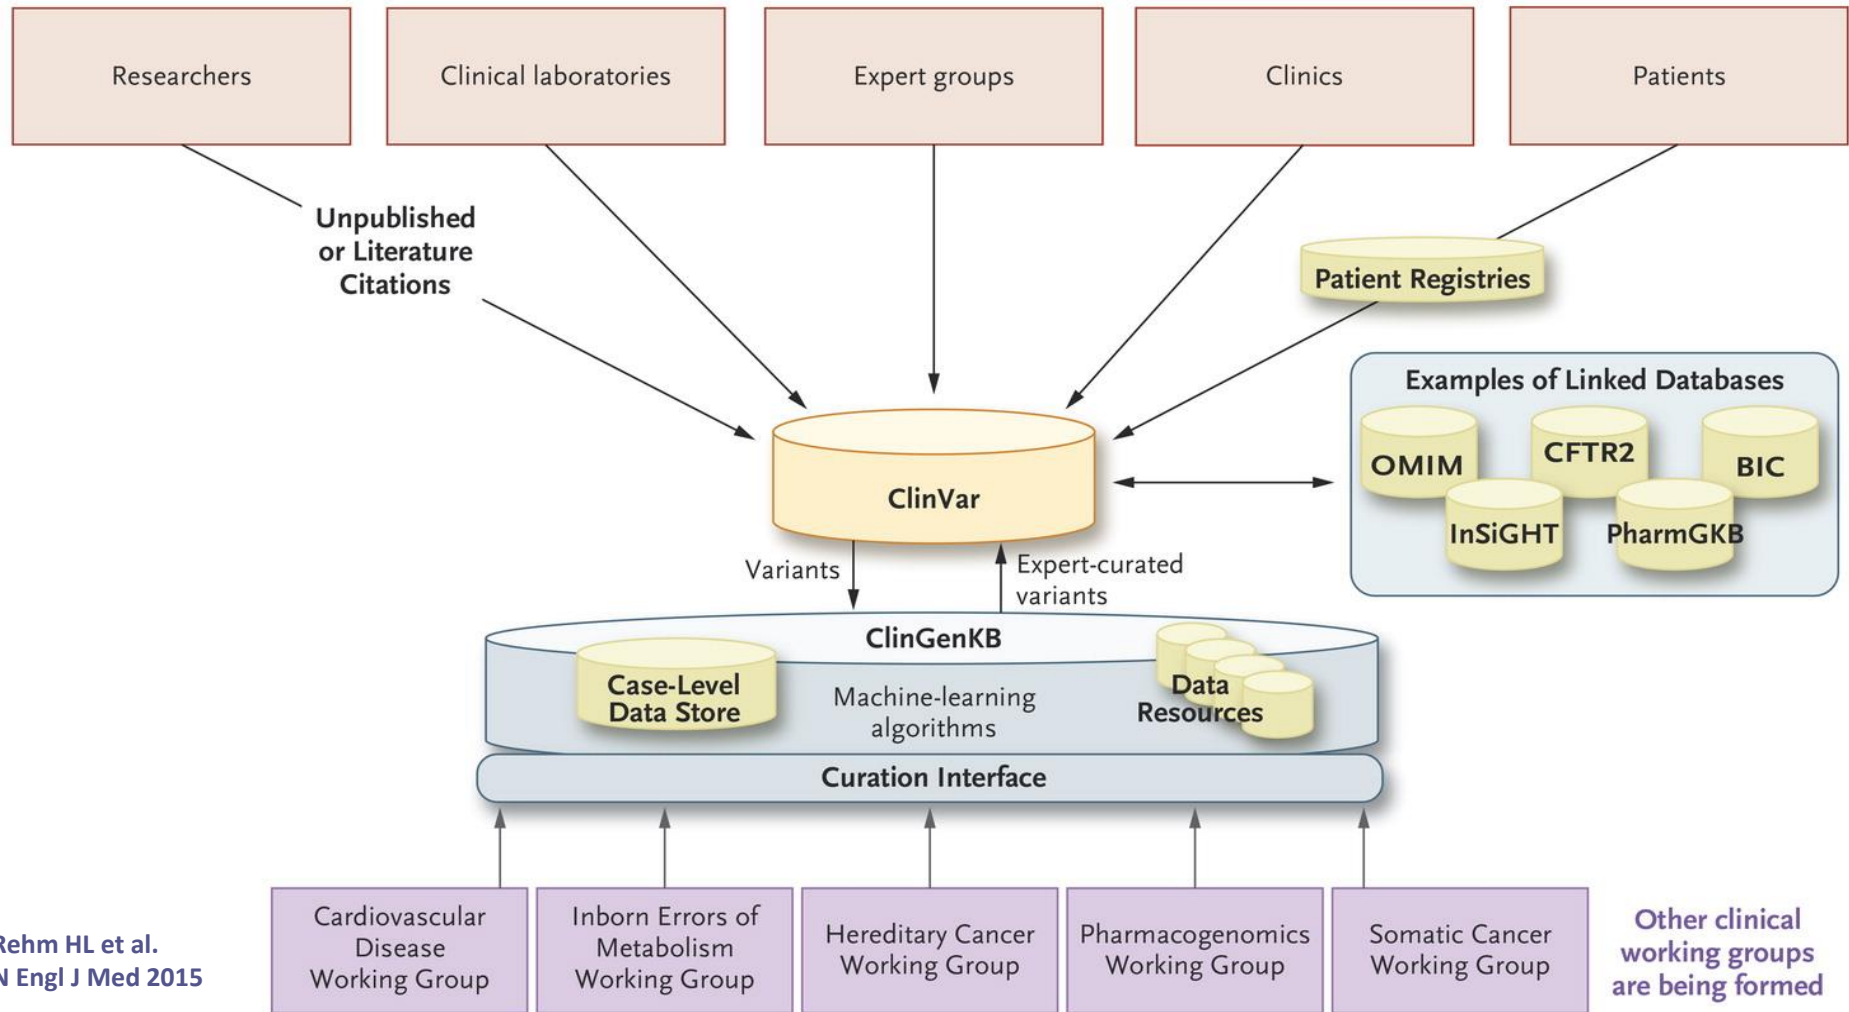 Researchers
Clinical laboratories
Expert groups
Clinics
Patients
Unpublished
or Literature
Citations
Patient Registries
Examples of Linked Databases
OMIM
CFTR2
BIC
InSiGHT
PharmGKB
ClinVar
Variants
Expert-curated
variants
ClinGenKB
Case-Level
Data Store
Machine-learning
algorithms
Data
Resources
Curation Interface
Cardiovascular
Disease
Working Group
Inborn Errors of
Metabolism
Working Group
Hereditary Cancer
Working Group
Pharmacogenomics
Working Group
Somatic Cancer
Working Group
Other clinical
working groups
are being formed
Rehm HL et al.
N Engl J Med 2015